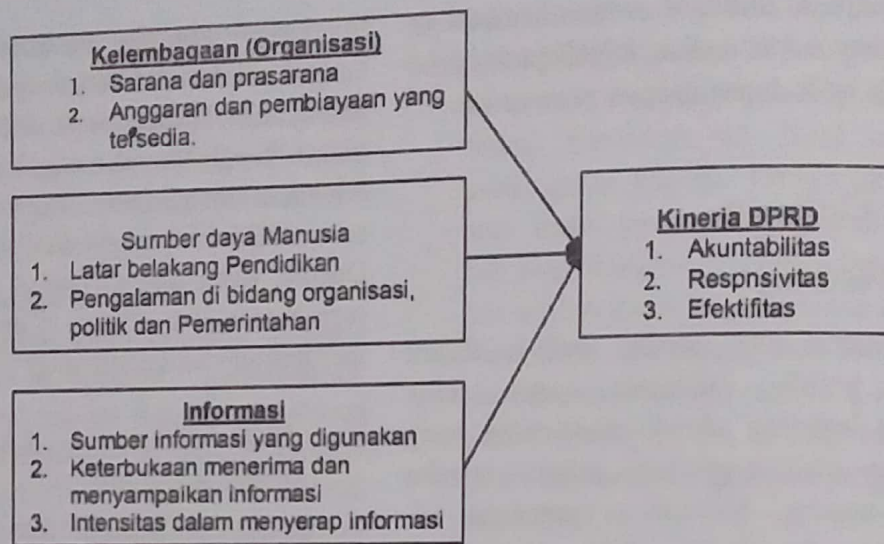 Kelembagaan (Organisasi)
1. Sarana dan prasarana
2. Anggaran dan pembiayaan yang
tersedia.
Sumber daya Manusia
1. Latar belakang Pendidikan
2. Pengalaman di bidang organisasi,
politik dan Pemerintahan
Informasi
1. Sumber informasi yang digunakan
2. Keterbukaan menerima dan
menyampaikan informasi
3. Intensitas dalam menyerap informasi
Kinerja DPRD
1. Akuntabilitas
2. Respnsivitas
3. Efektifitas